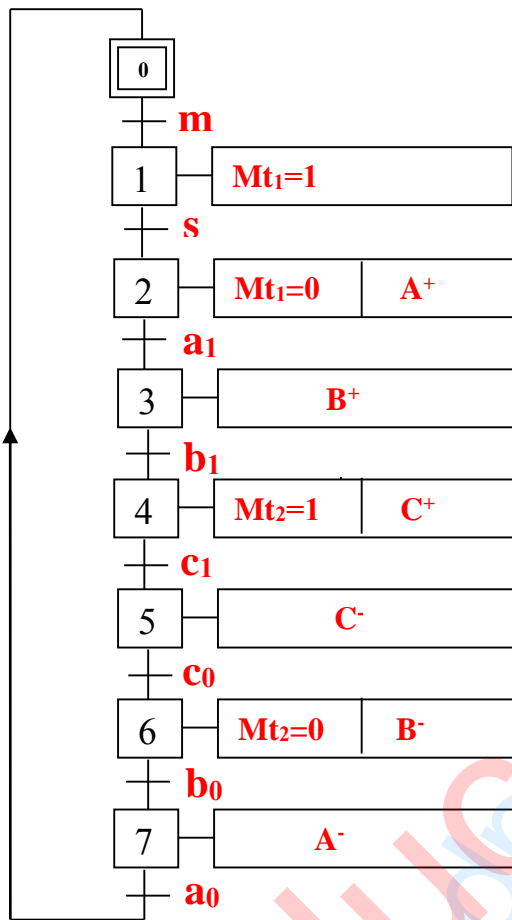 0
m
1 Mt₁=1
s
2 Mt₁=0 A⁺
a₁
3 B⁺
b₁
4 Mt₂=1 C⁺
c₁
5 C⁻
c₀
6 Mt₂=0 B⁻
b₀
7 A⁻
a₀